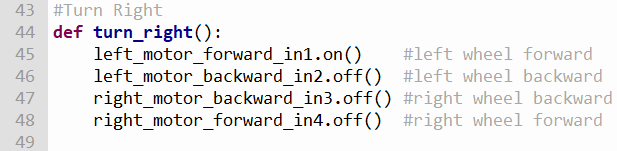 43 #Turn Right
44 def turn_right():
45     left_motor_forward_in1.on()    #left wheel forward
46     left_motor_backward_in2.off()  #left wheel backward
47     right_motor_backward_in3.off() #right wheel backward
48     right_motor_forward_in4.off()  #right wheel forward
49